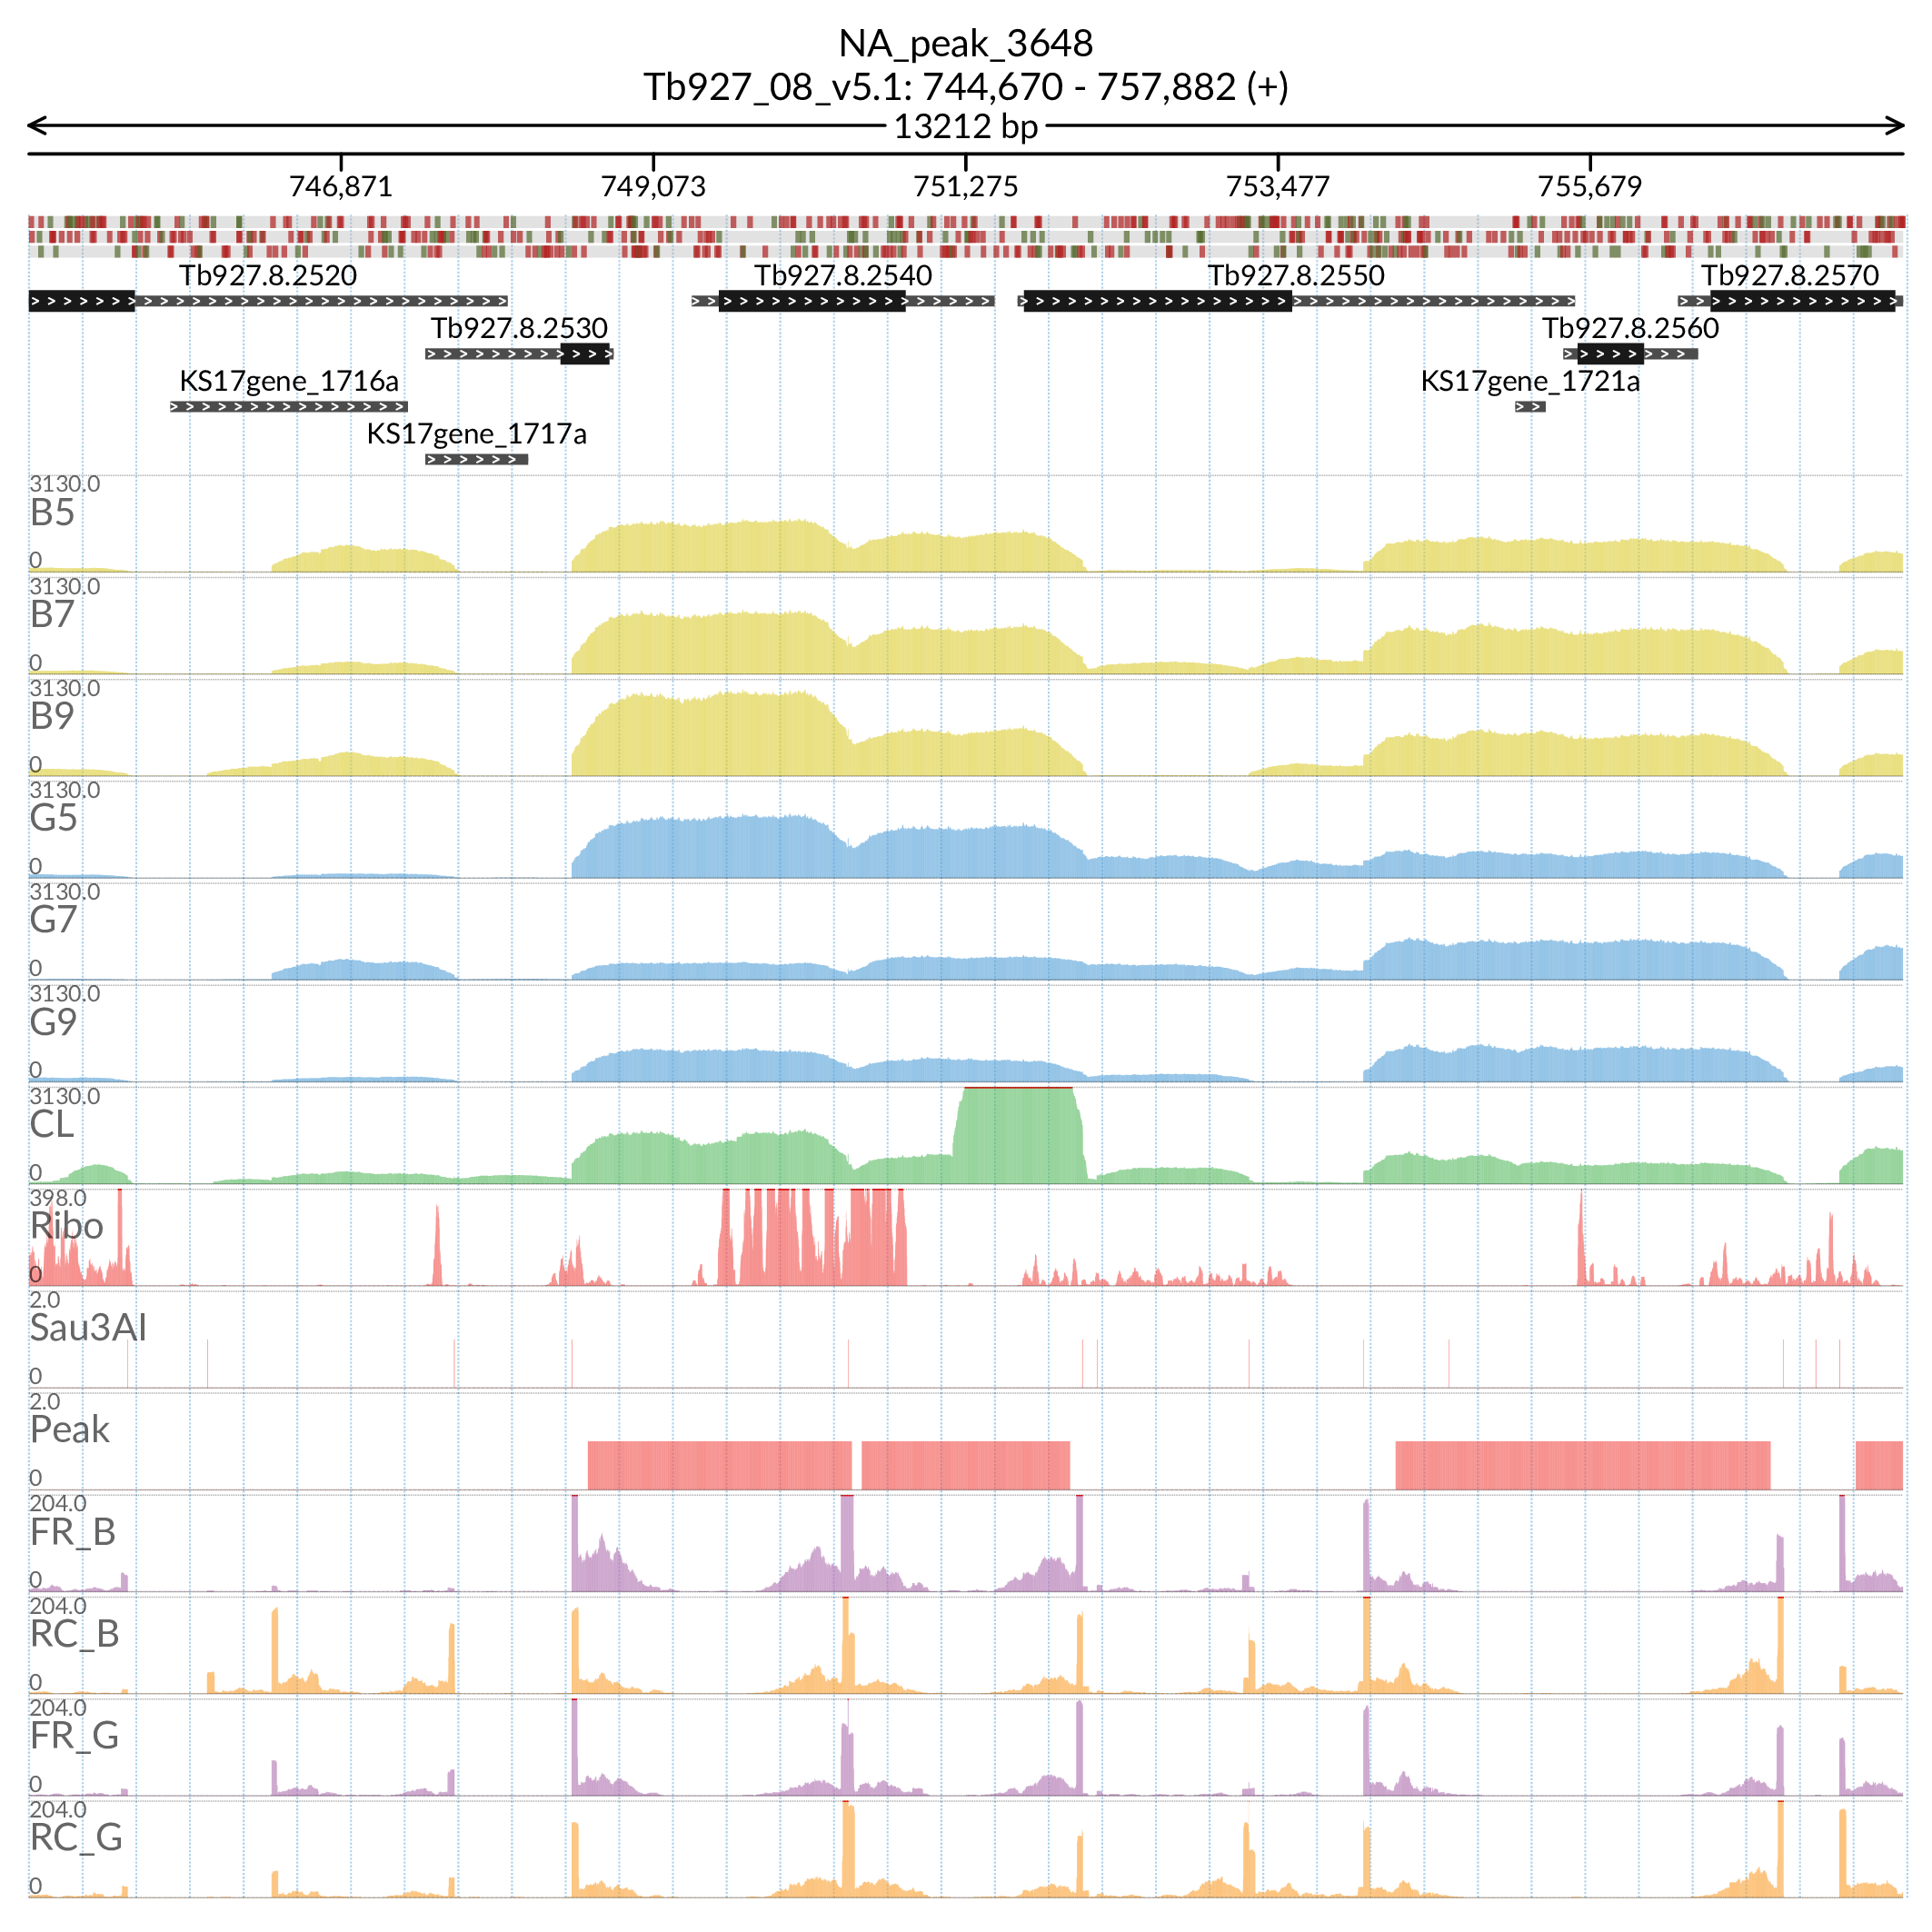 NA_peak_3648
Tb927_08_v5.1: 744,670 - 757,882 (+)
13212 bp
746,871 749,073 751,275 753,477 755,679
Tb927.8.2520 Tb927.8.2540 Tb927.8.2550 Tb927.8.2570
Tb927.8.2530 Tb927.8.2560
KS17gene_1716a KS17gene_1721a
KS17gene_1717a
3130.0
B5
0
3130.0
B7
0
3130.0
B9
0
3130.0
G5
0
3130.0
G7
0
3130.0
G9
0
3130.0
CL
0
398.0
Ribo
0
2.0
Sau3AI
0
2.0
Peak
0
204.0
FR_B
0
204.0
RC_B
0
204.0
FR_G
0
204.0
RC_G
0